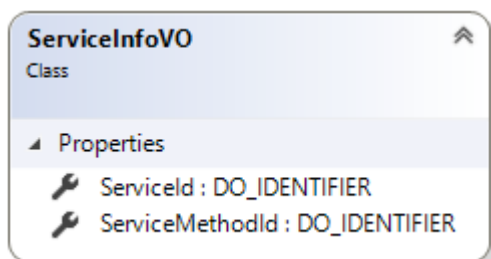 ServiceInfoVO
Class
Properties
ServiceId : DO_IDENTIFIER
ServiceMethodId : DO_IDENTIFIER